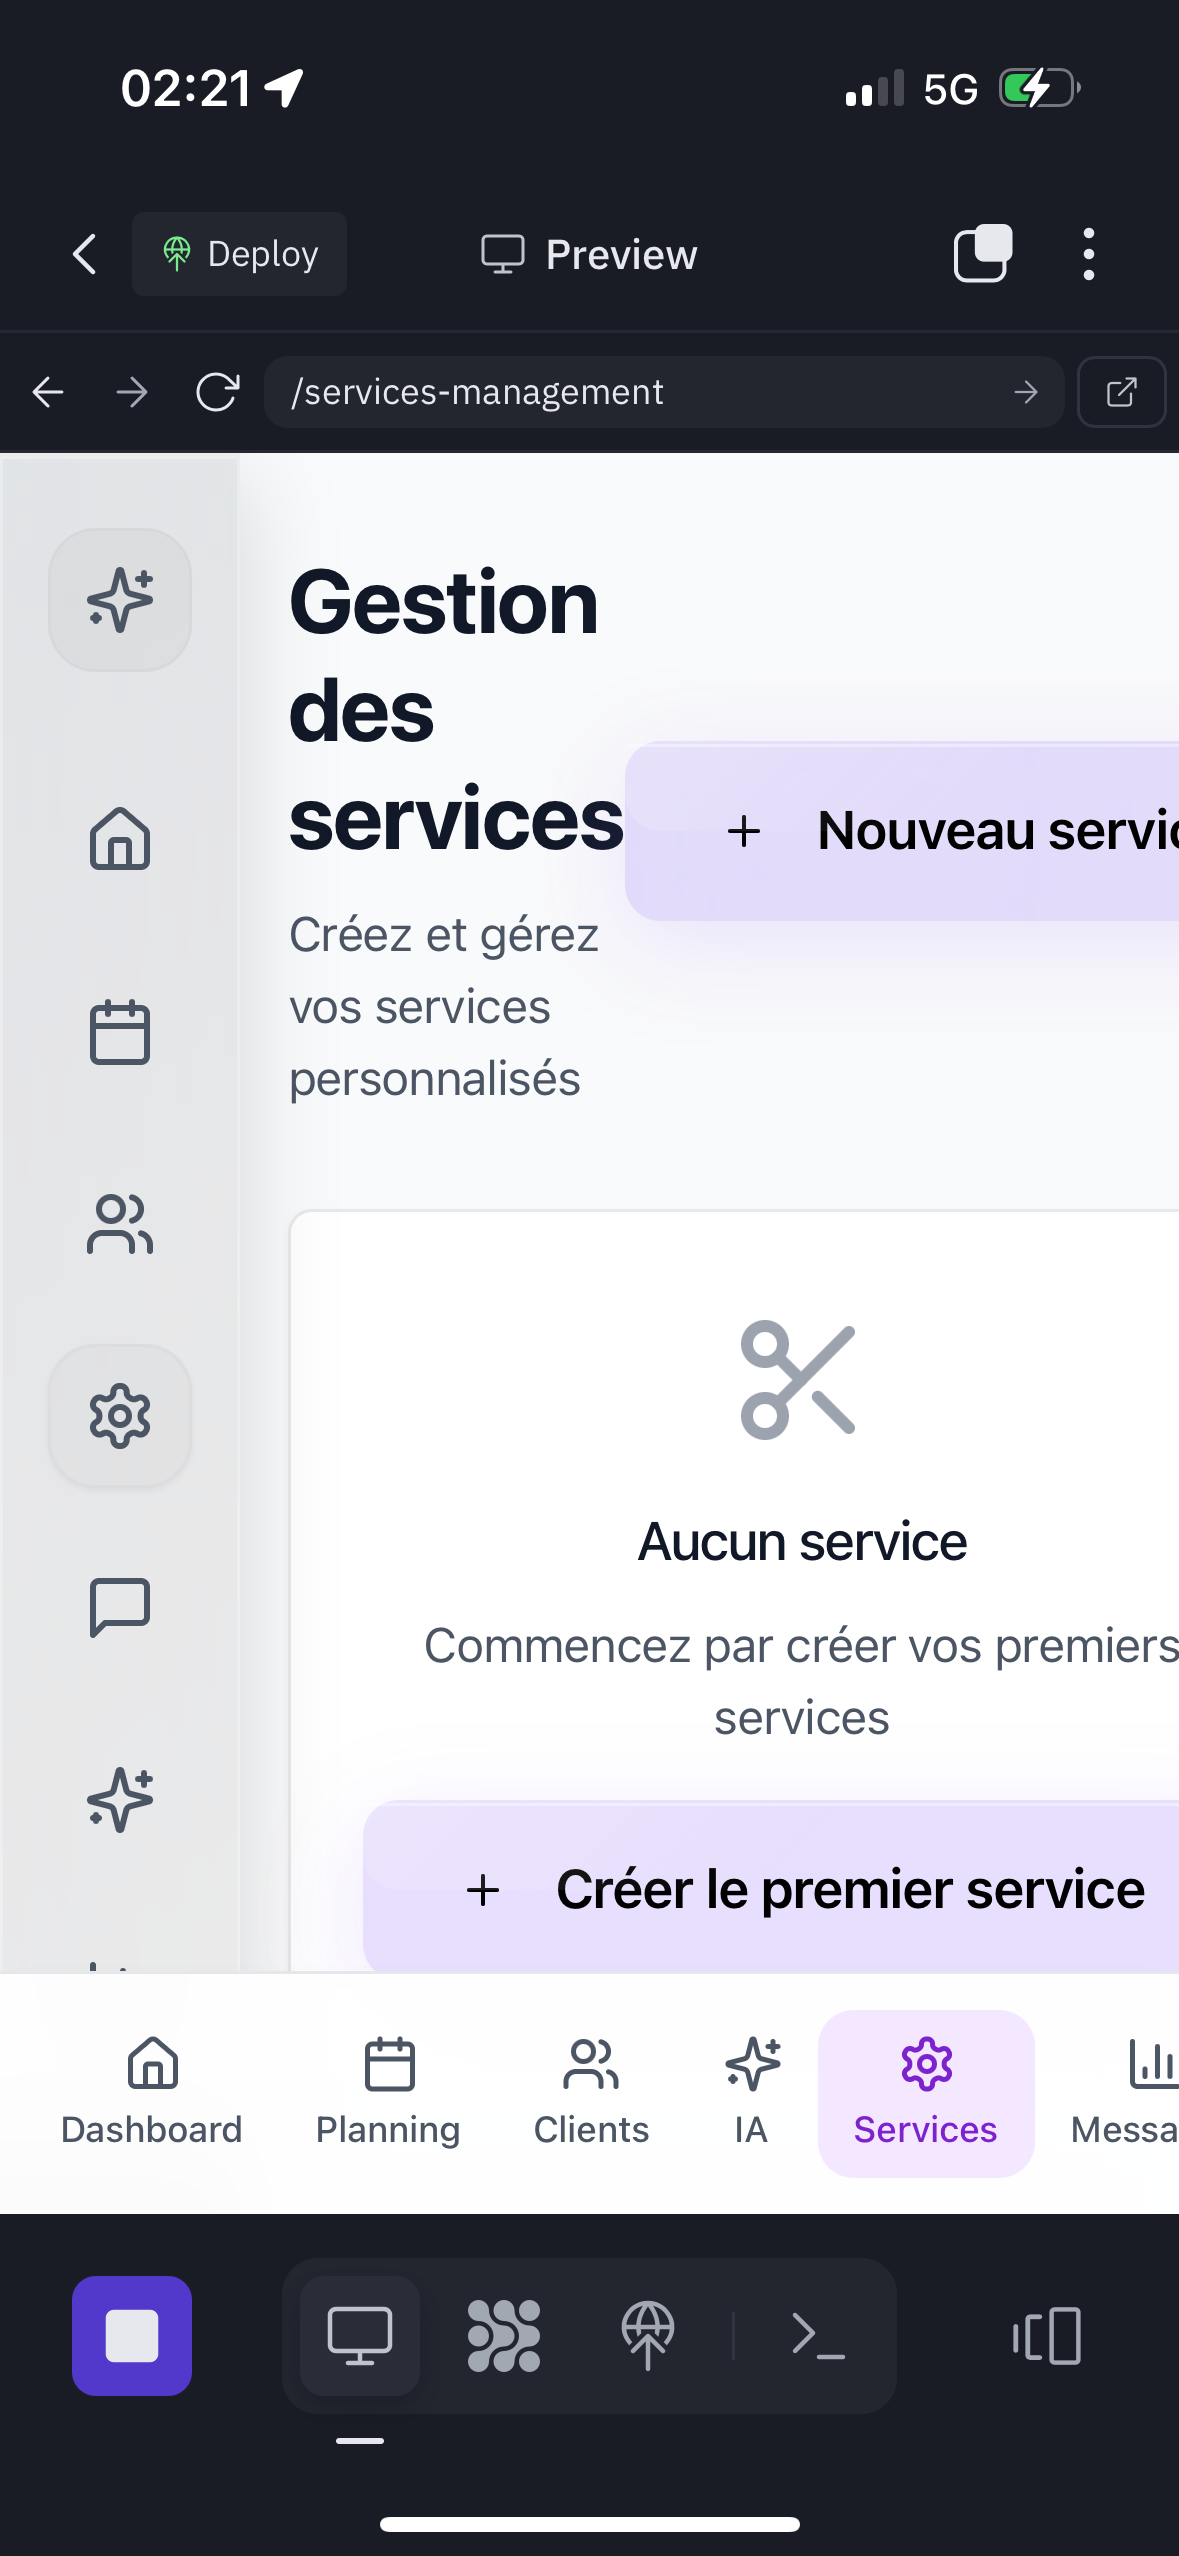 02:21
5G
Deploy
Preview
/services-management
Gestion
des
services
+ Nouveau servic
Créez et gérez
vos services
personnalisés
Aucun service
Commencez par créer vos premiers
services
+ Créer le premier service
Dashboard
Planning
Clients
IA
Services
Messa